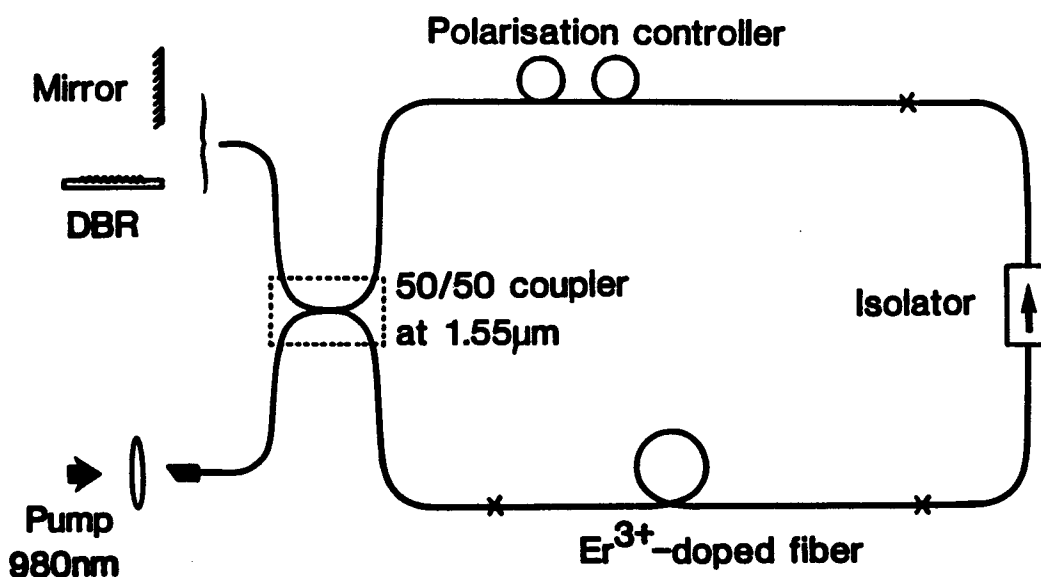 Polarisation controller
Mirror
DBR
50/50 coupler
at 1.55μm
Isolator
Pump
980nm
Er³⁺-doped fiber